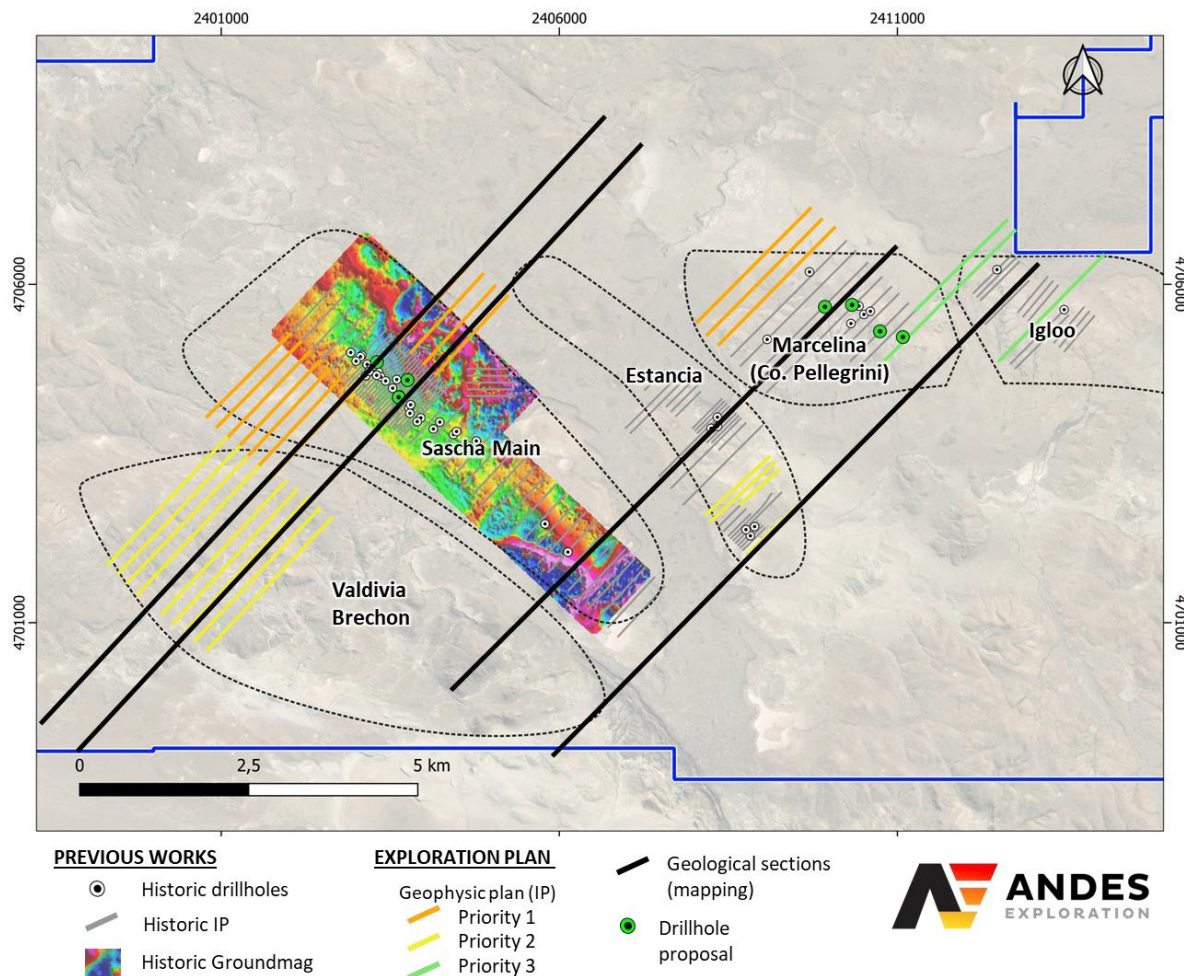 2401000
2406000
2411000
4706000
4706000
Igloo
Marcelina
(Co. Pellegrini)
Estancia
Sascha Main
Valdivia
Brechon
4701000
4701000
0
2,5
5 km
PREVIOUS WORKS
Historic drillholes
Historic IP
Historic Groundmag
EXPLORATION PLAN
Geophysic plan (IP)
Priority 1
Priority 2
Priority 3
Geological sections
(mapping)
Drillhole
proposal
ANDES
EXPLORATION